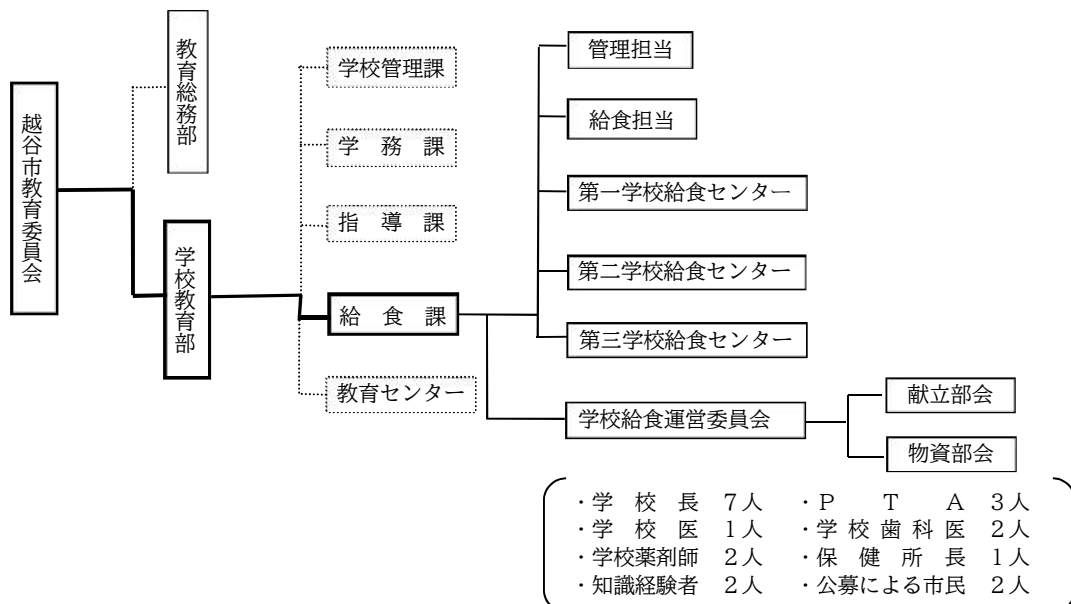 越谷市教育委員会
教育総務部
学校教育部
学校管理課
学　務　課
指　導　課
給　食　課
教育センター
管理担当
給食担当
第一学校給食センター
第二学校給食センター
第三学校給食センター
学校給食運営委員会
献立部会
物資部会
・学　校　長　７人　・Ｐ　Ｔ　Ａ　３人
・学　校　医　１人　・学校歯科医　２人
・学校薬剤師　２人　・保　健　所　長　１人
・知識経験者　２人　・公募による市民　２人